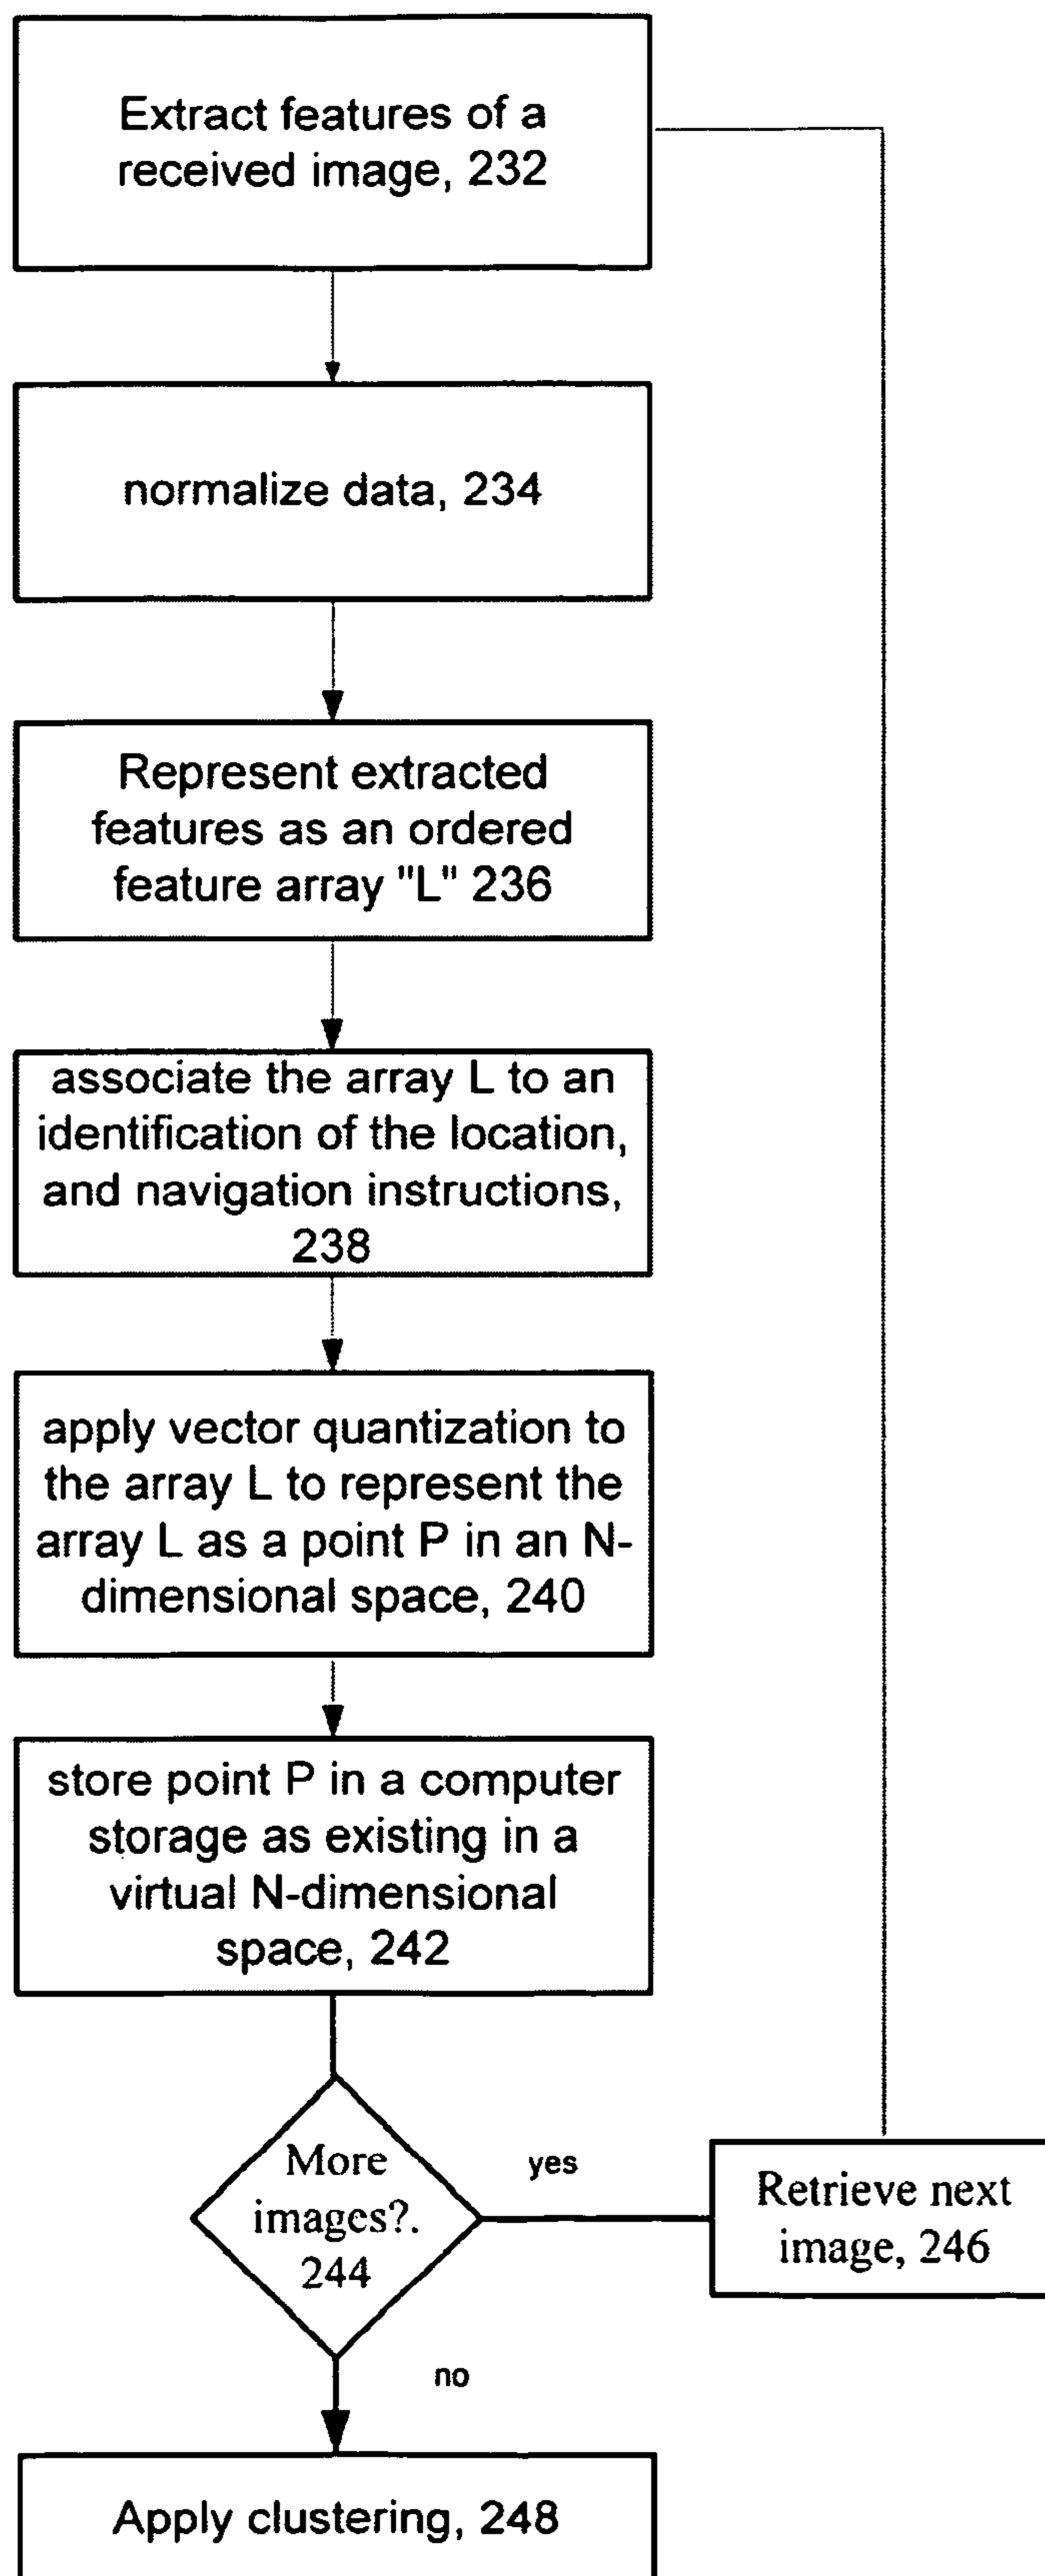 Extract features of a
received image, 232
normalize data, 234
Represent extracted
features as an ordered
feature array "L" 236
associate the array L to an
identification of the location,
and navigation instructions,
238
apply vector quantization to
the array L to represent the
array L as a point P in an N-
dimensional space, 240
store point P in a computer
storage as existing in a
virtual N-dimensional
space, 242
More
images?.
244
yes
Retrieve next
image, 246
no
Apply clustering, 248